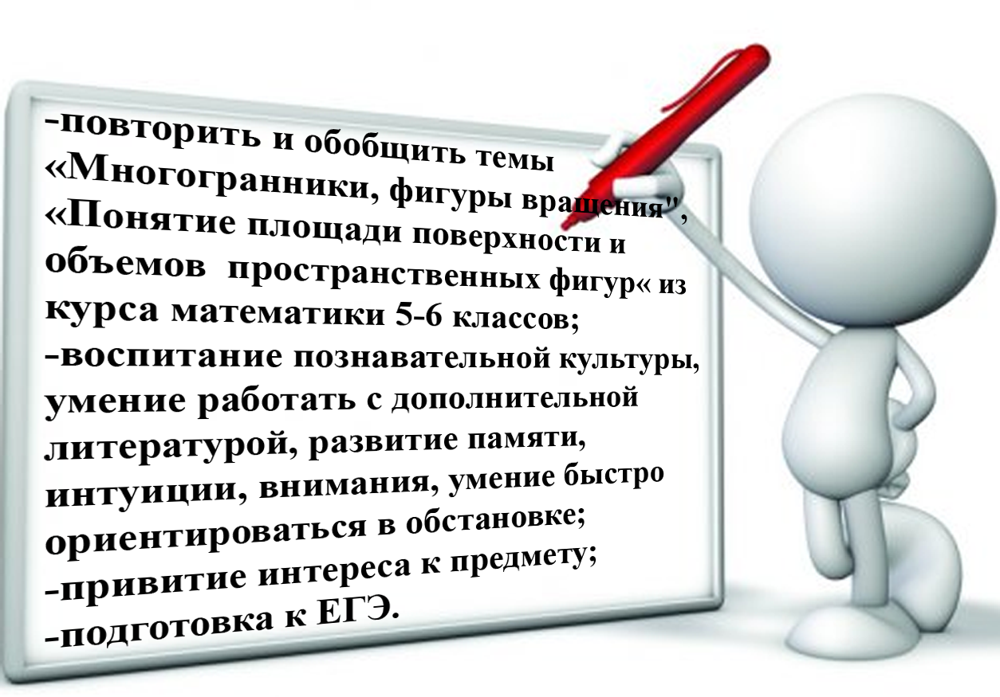 -повторить и обобщить темы
«Многогранники, фигуры вращения",
«Понятие площади поверхности и
объемов пространственных фигур« из
курса математики 5-6 классов;
-воспитание познавательной культуры,
умение работать с дополнительной
литературой, развитие памяти,
интуиции, внимания, умение быстро
ориентироваться в обстановке;
-привитие интереса к предмету;
-подготовка к ЕГЭ.